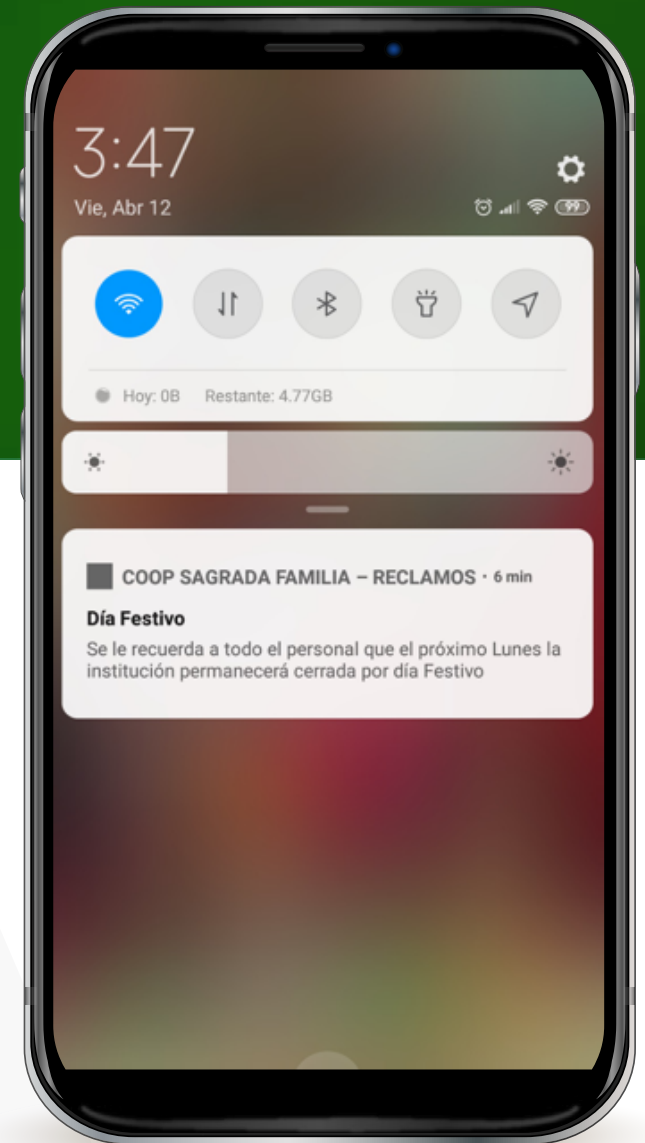 3:47
Vie, Abr 12
99
Hoy: 0B Restante: 4.77GB
COOP SAGRADA FAMILIA – RECLAMOS · 6 min
Día Festivo
Se le recuerda a todo el personal que el próximo Lunes la
institución permanecerá cerrada por día Festivo